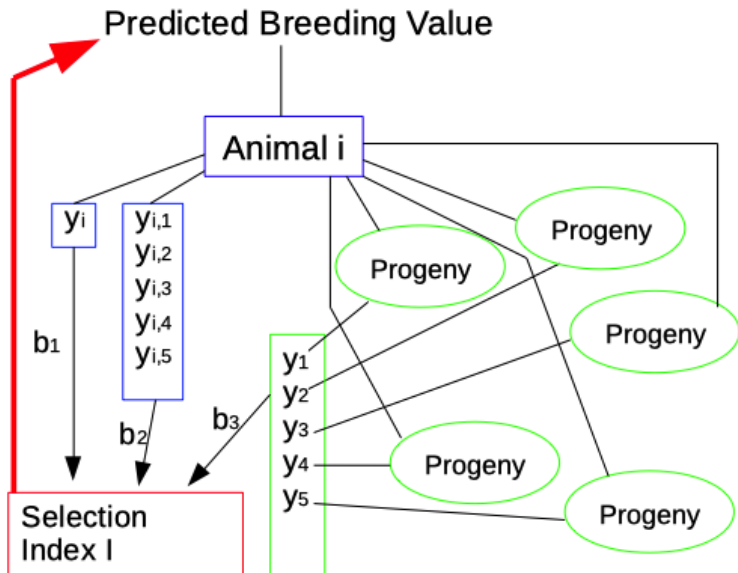 Predicted Breeding Value
Animal i
yi
yi,1
yi,2
yi,3
yi,4
yi,5
Progeny
Progeny
Progeny
Progeny
Progeny
b1
b2
b3
y1
y2
y3
y4
y5
Selection
Index I